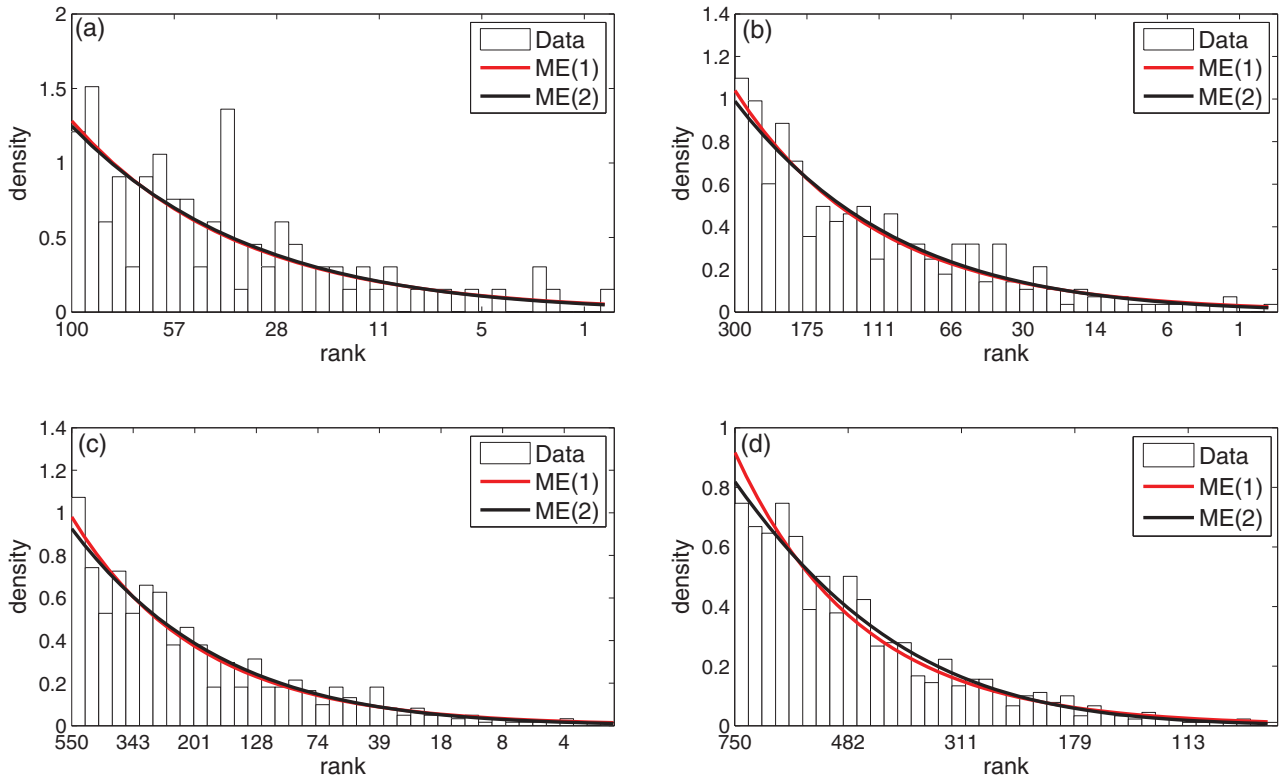 (a)
Data
ME(1)
ME(2)
density
2
1.5
1
0.5
0
100 57 28 11 5 1
rank
(b)
Data
ME(1)
ME(2)
density
1.4
1.2
1
0.8
0.6
0.4
0.2
0
300 175 111 66 30 14 6 1
rank
(c)
Data
ME(1)
ME(2)
density
1.4
1.2
1
0.8
0.6
0.4
0.2
0
550 343 201 128 74 39 18 8 4
rank
(d)
Data
ME(1)
ME(2)
density
1
0.8
0.6
0.4
0.2
0
750 482 311 179 113
rank